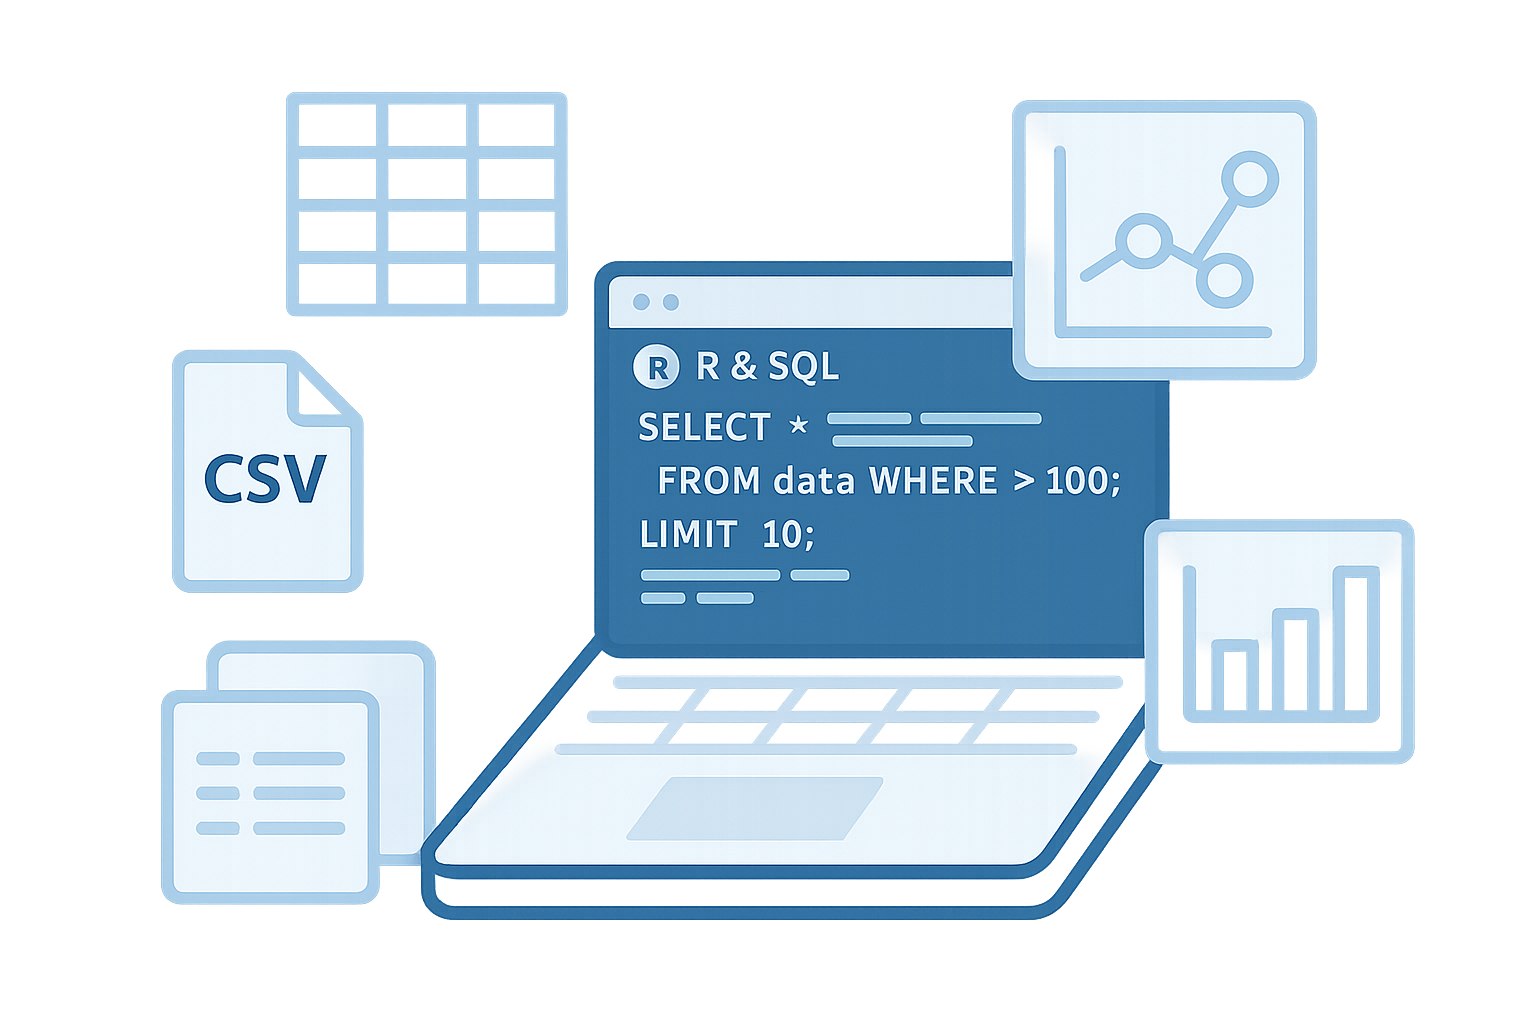 R R & SQL
SELECT *
FROM data WHERE > 100;
LIMIT 10;
CSV